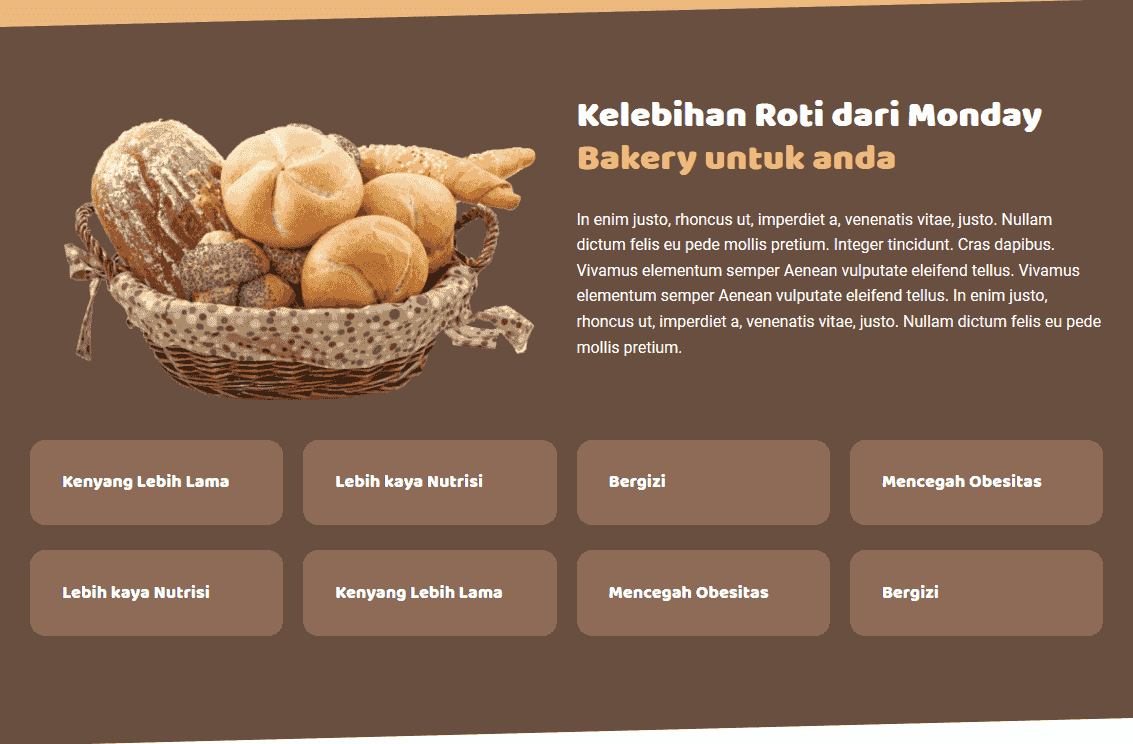 Kelebihan Roti dari Monday
Bakery untuk anda
In enim justo, rhoncus ut, imperdiet a, venenatis vitae, justo. Nullam
dictum felis eu pede mollis pretium. Integer tincidunt. Cras dapibus.
Vivamus elementum semper Aenean vulputate eleifend tellus. Vivamus
elementum semper Aenean vulputate eleifend tellus. In enim justo,
rhoncus ut, imperdiet a, venenatis vitae, justo. Nullam dictum felis eu pede
mollis pretium.
Kenyang Lebih Lama
Lebih kaya Nutrisi
Bergizi
Mencegah Obesitas
Lebih kaya Nutrisi
Kenyang Lebih Lama
Mencegah Obesitas
Bergizi